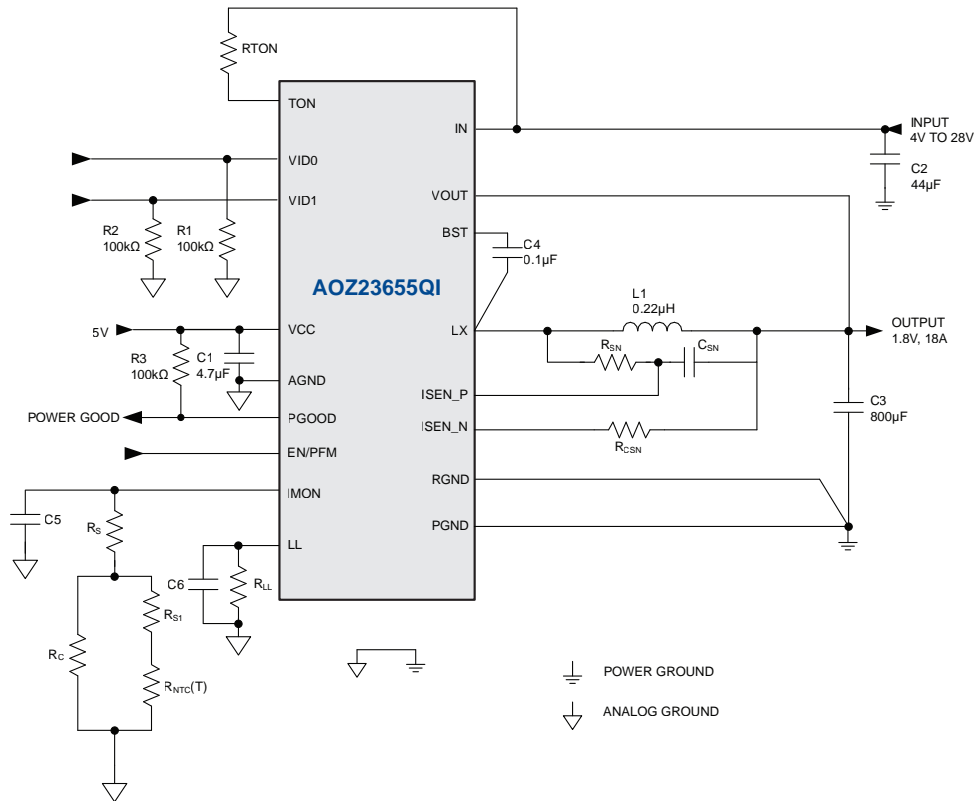 RTON
TON
IN
INPUT
4V TO 28V
C2
44µF
VID0
VID1
VOUT
BST
C4
0.1µF
R2
100kΩ
R1
100kΩ
AOZ23655QI
L1
0.22µH
5V
VCC
LX
OUTPUT
1.8V, 18A
R3
100kΩ
C1
4.7µF
RSN
CSN
AGND
ISEN_P
C3
800µF
POWER GOOD
PGOOD
ISEN_N
RCSN
EN/PFM
RGND
IMON
C5
RS
PGND
LL
C6
RLL
RS1
RC
RNTC(T)
POWER GROUND
ANALOG GROUND